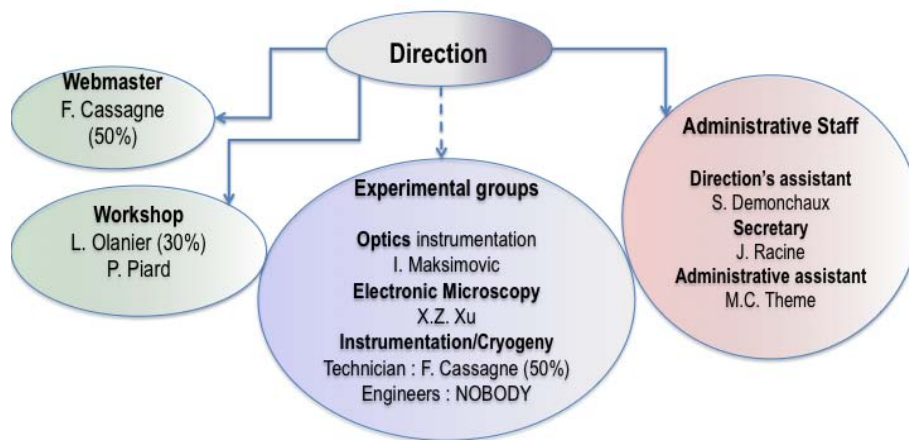 Direction
Webmaster
F. Cassagne
(50%)
Workshop
L. Olanier (30%)
P. Piard
Experimental groups
Optics instrumentation
I. Maksimovic
Electronic Microscopy
X.Z. Xu
Instrumentation/Cryogeny
Technician : F. Cassagne (50%)
Engineers : NOBODY
Administrative Staff
Direction's assistant
S. Demonchaux
Secretary
J. Racine
Administrative assistant
M.C. Theme